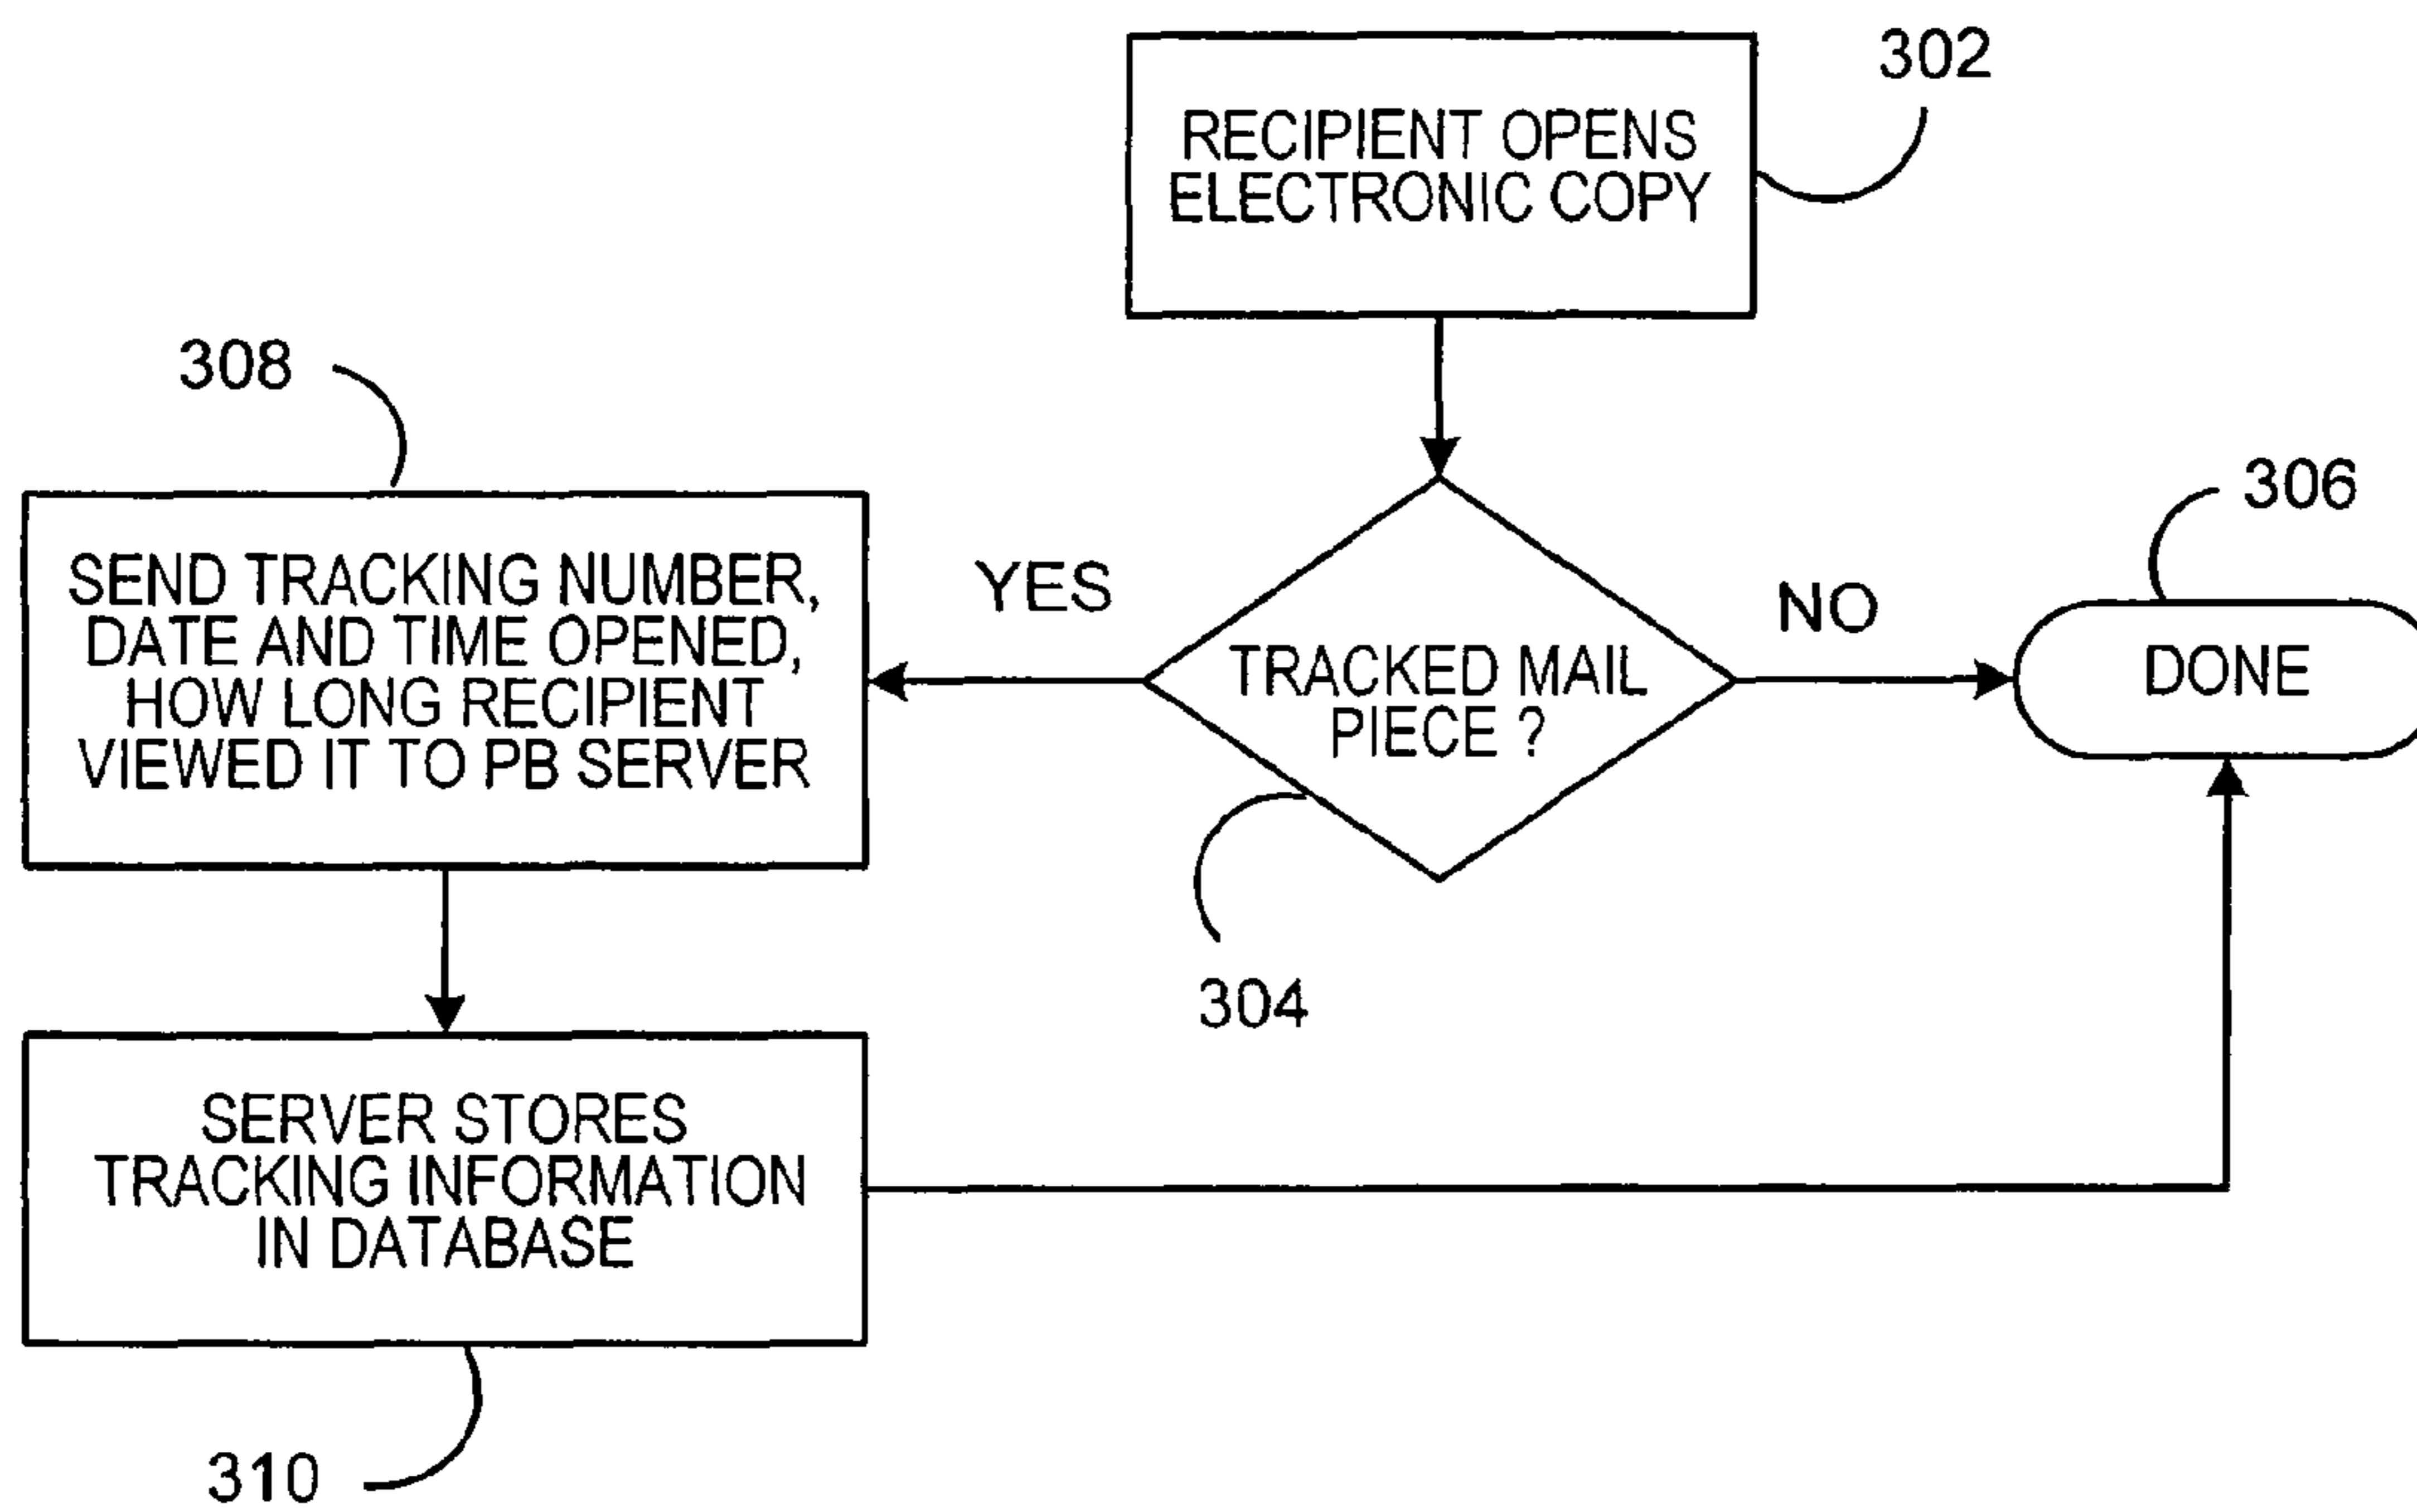 302
RECIPIENT OPENS
ELECTRONIC COPY
308
306
SEND TRACKING NUMBER,
DATE AND TIME OPENED,
HOW LONG RECIPIENT
VIEWED IT TO PB SERVER
YES
TRACKED MAIL
PIECE ?
NO
DONE
304
SERVER STORES
TRACKING INFORMATION
IN DATABASE
310